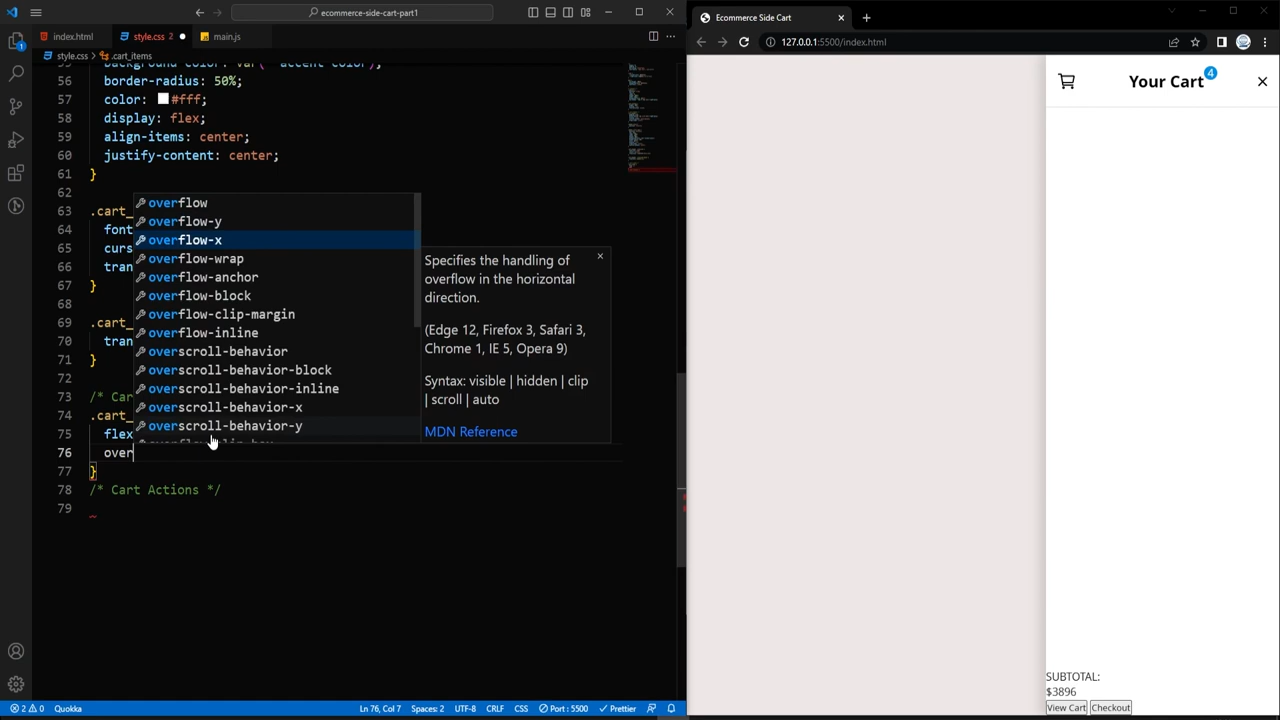 ecommerce-side-cart-part1
index.html
style.css 2
main.js
style.css > .cart_items
56 border-radius: 50%;
57 color: #fff;
58 display: flex;
59 align-items: center;
60 justify-content: center;
61 }
62
63 .cart_
64 font
65 curs
66 tran
67 }
68
69 .cart_
70 tran
71 }
72
73 /* Car
74 .cart_
75 flex
76 over
77 }
78 /* Cart Actions */
79
overflow
overflow-y
overflow-x
overflow-wrap
overflow-anchor
overflow-block
overflow-clip-margin
overflow-inline
overscroll-behavior
overscroll-behavior-block
overscroll-behavior-inline
overscroll-behavior-x
overscroll-behavior-y
Specifies the handling of
overflow in the horizontal
direction.
(Edge 12, Firefox 3, Safari 3,
Chrome 1, IE 5, Opera 9)
Syntax: visible | hidden | clip
| scroll | auto
MDN Reference
1
2 0
Quokka
Ln 76, Col 7
Spaces: 2
UTF-8
CRLF
CSS
Port : 5500
Prettier
Ecommerce Side Cart
127.0.0.1:5500/index.html
Your Cart 4
SUBTOTAL:
$3896
View Cart
Checkout